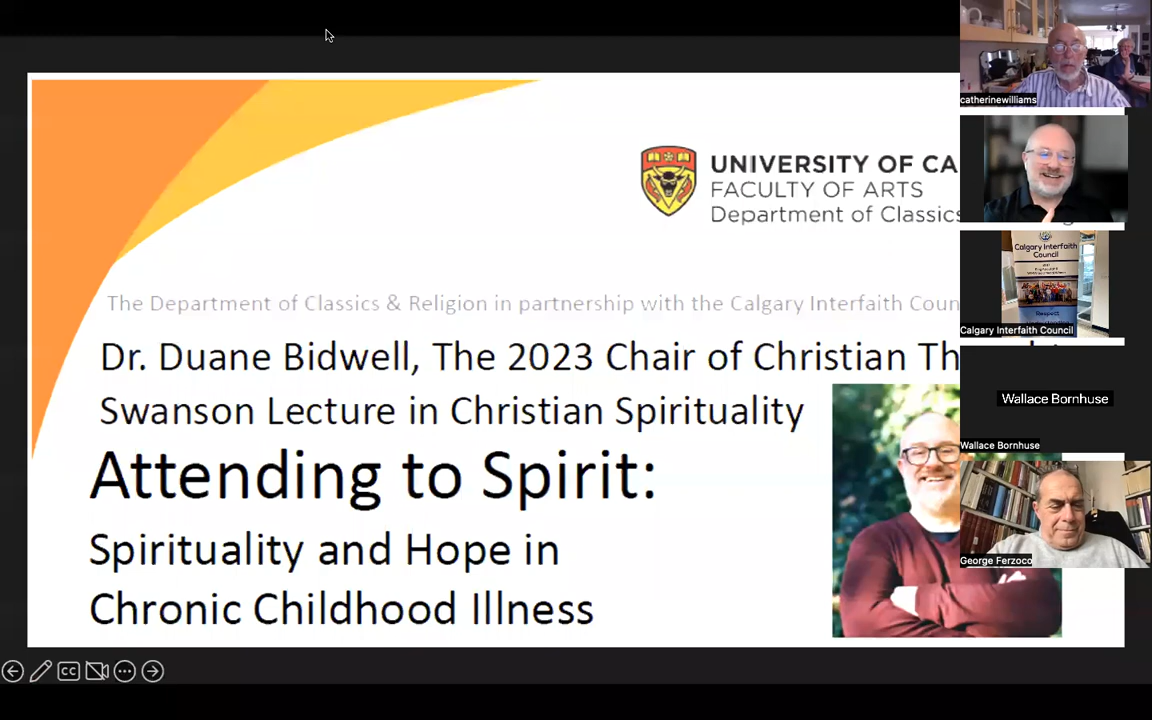 UNIVERSITY OF CA
FACULTY OF ARTS
Department of Classics
The Department of Classics & Religion in partnership with the Calgary Interfaith Coun
Dr. Duane Bidwell, The 2023 Chair of Christian Th
Swanson Lecture in Christian Spirituality
Attending to Spirit:
Spirituality and Hope in
Chronic Childhood Illness
catherinewilliams
Calgary Interfaith
Council
Respect
Calgary Interfaith Council
Wallace Bornhuse
Wallace Bornhuse
George Ferzoco
CC